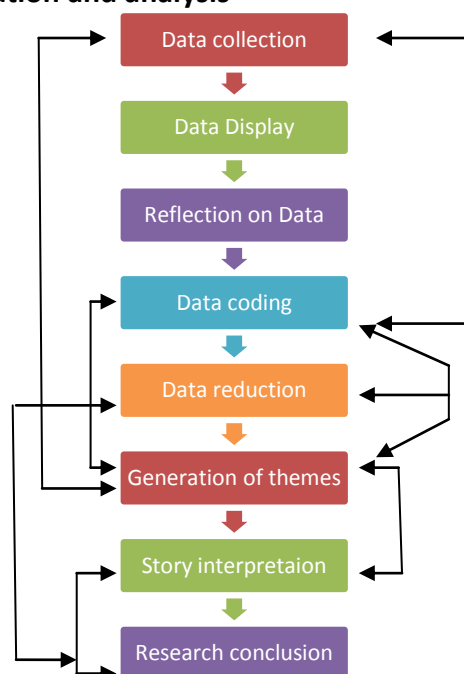 ation and analysis
Data collection
Data Display
Reflection on Data
Data coding
Data reduction
Generation of themes
Story interpretaion
Research conclusion